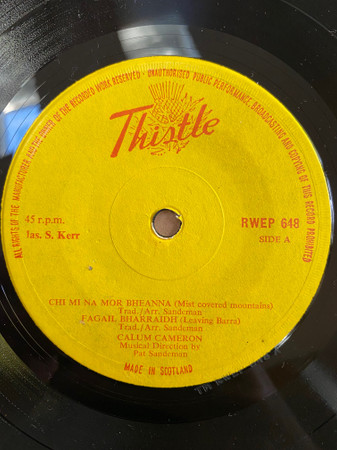 ALL RIGHTS OF THE MANUFACTURER AND THE OWNER OF THE RECORDED WORK RESERVED · UNAUTHORISED PUBLIC PERFORMANCE, BROADCASTING AND COPYING OF THIS RECORD PROHIBITED
Thistle
45 r.p.m.
Jas. S. Kerr
RWEP 648
SIDE A
CHI MI NA MOR BHEANNA (Mist covered mountains)
Trad./Arr. Sandeman
FAGAIL BHARRAIDH (Leaving Barra)
Trad./Arr. Sandeman
CALUM CAMERON
Musical Direction by
Pat Sandeman
MADE IN SCOTLAND